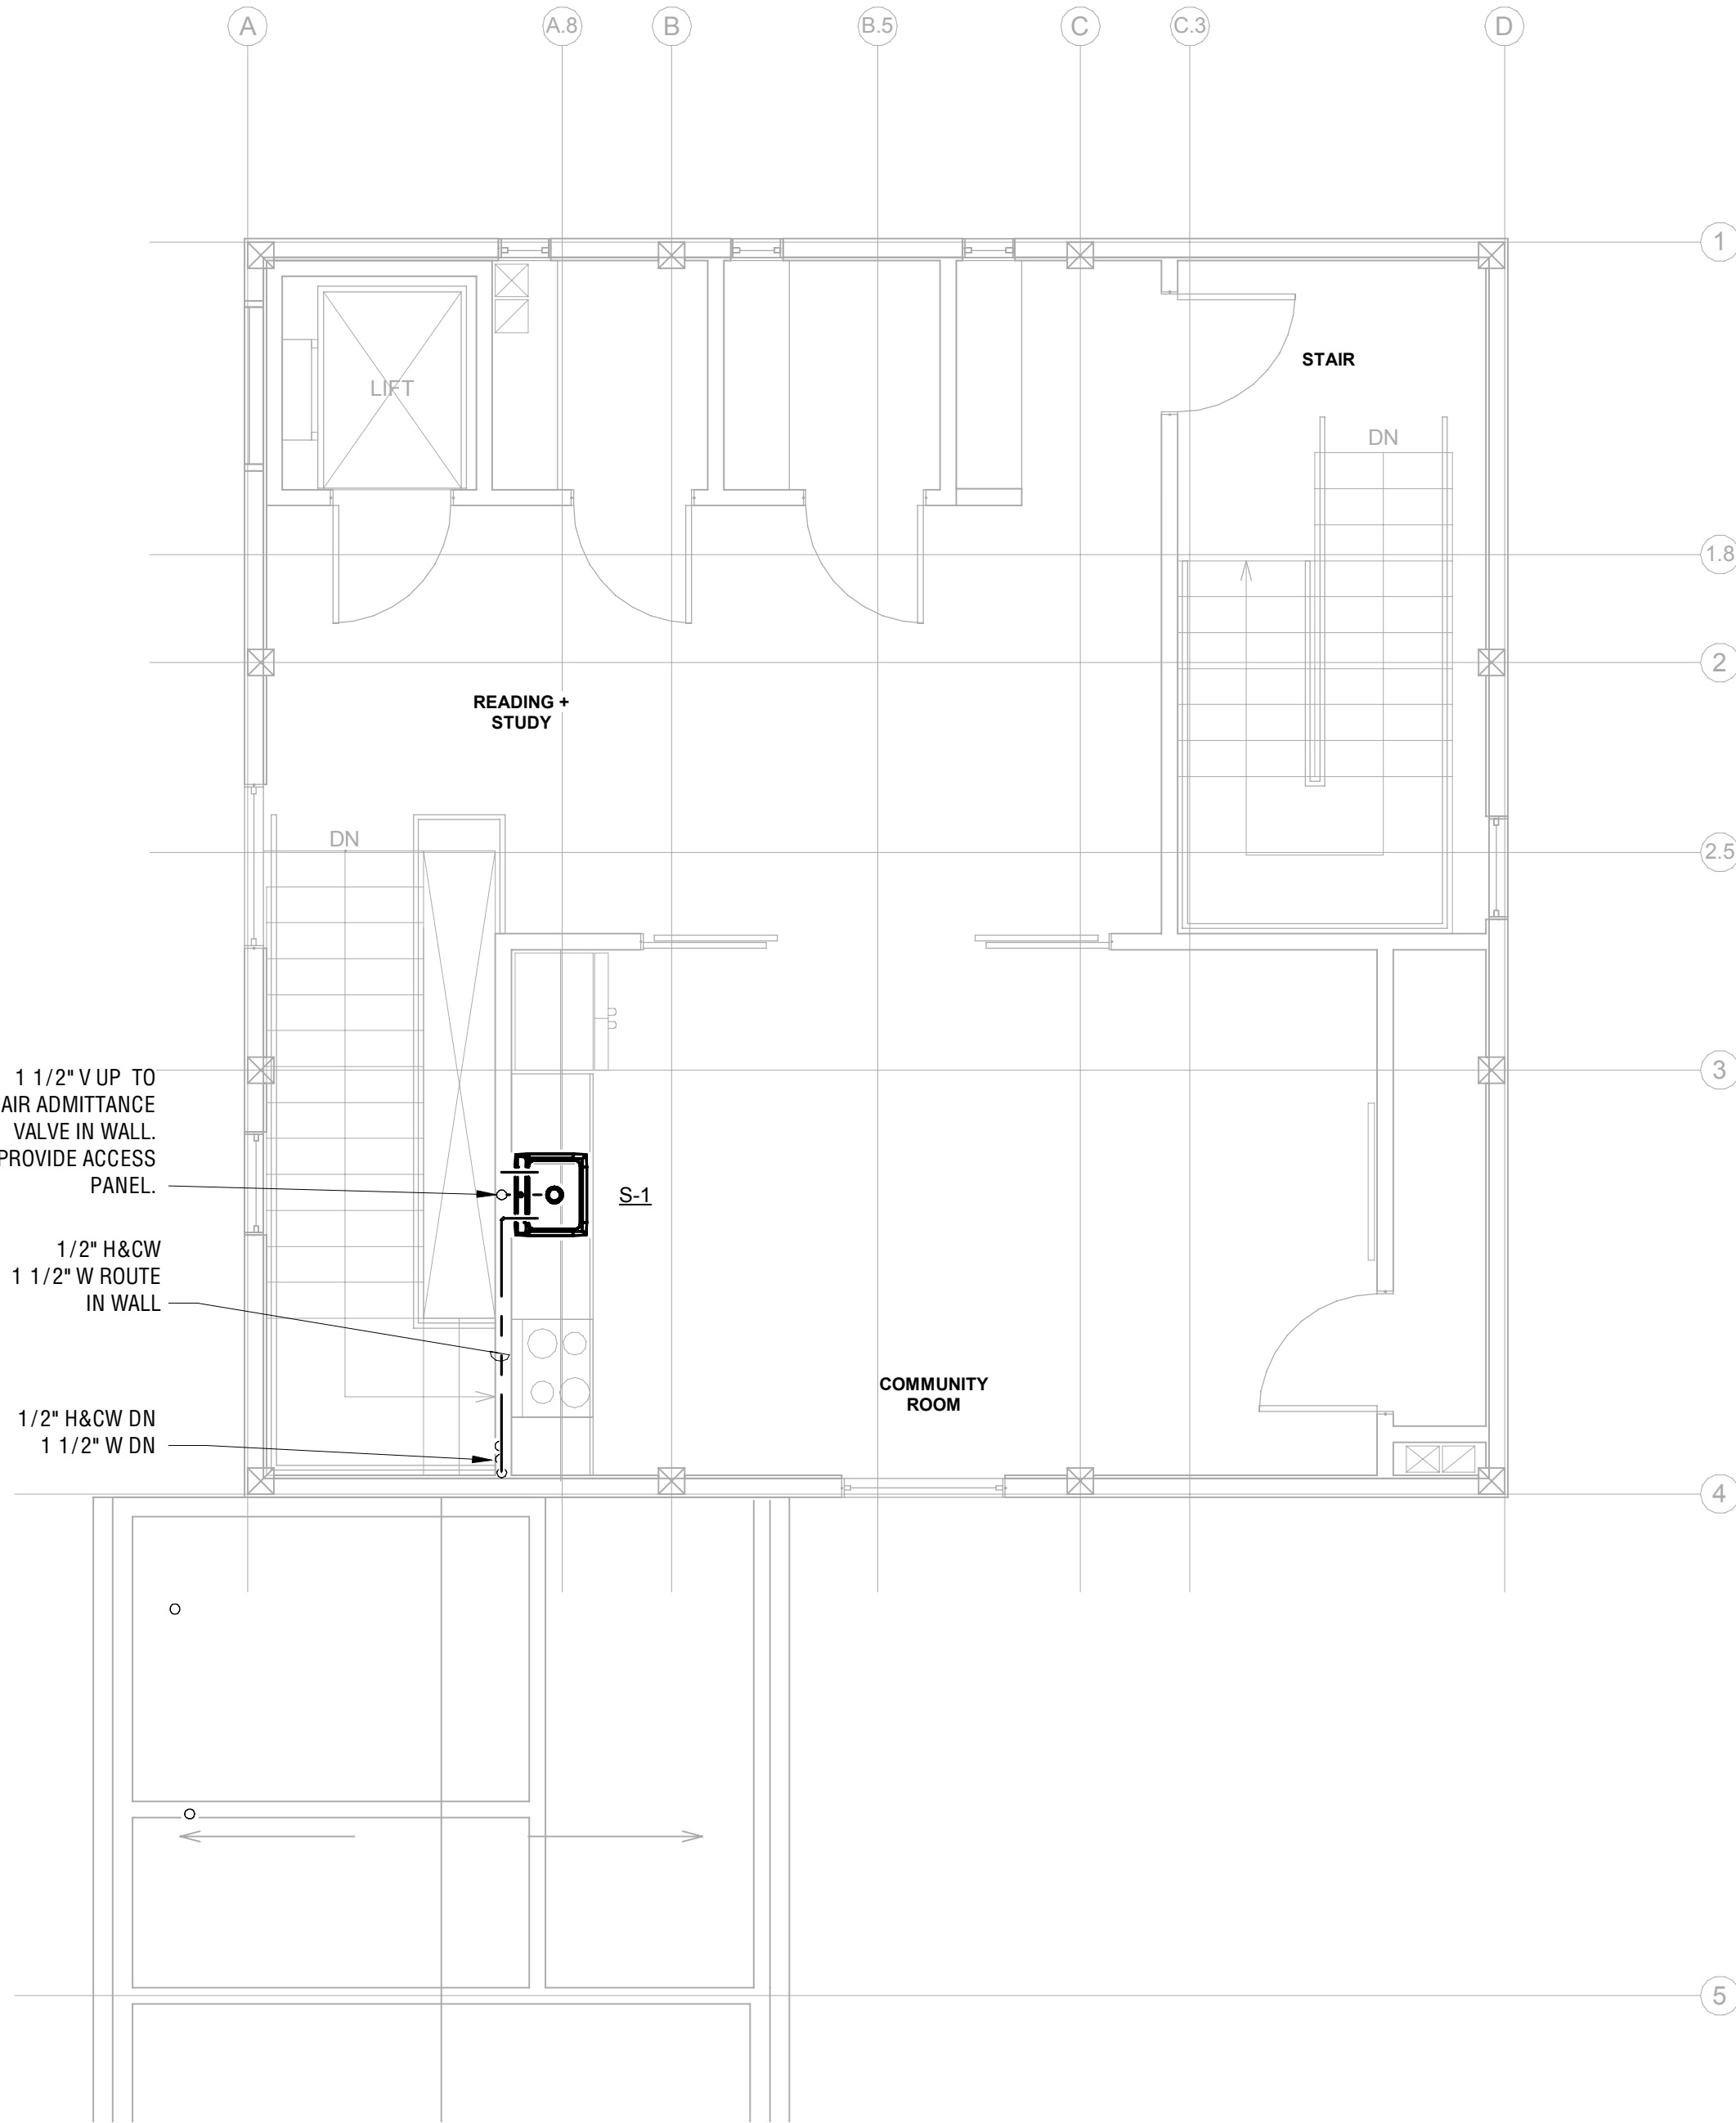 A
A.8
B
B.5
C
C.3
D
1
LIFT
STAIR
DN
1.8
2
READING +
STUDY
DN
2.5
3
1 1/2" V UP TO
AIR ADMITTANCE
VALVE IN WALL.
PROVIDE ACCESS
PANEL.
S-1
1/2" H&CW
1 1/2" W ROUTE
IN WALL
COMMUNITY
ROOM
1/2" H&CW DN
1 1/2" W DN
4
5